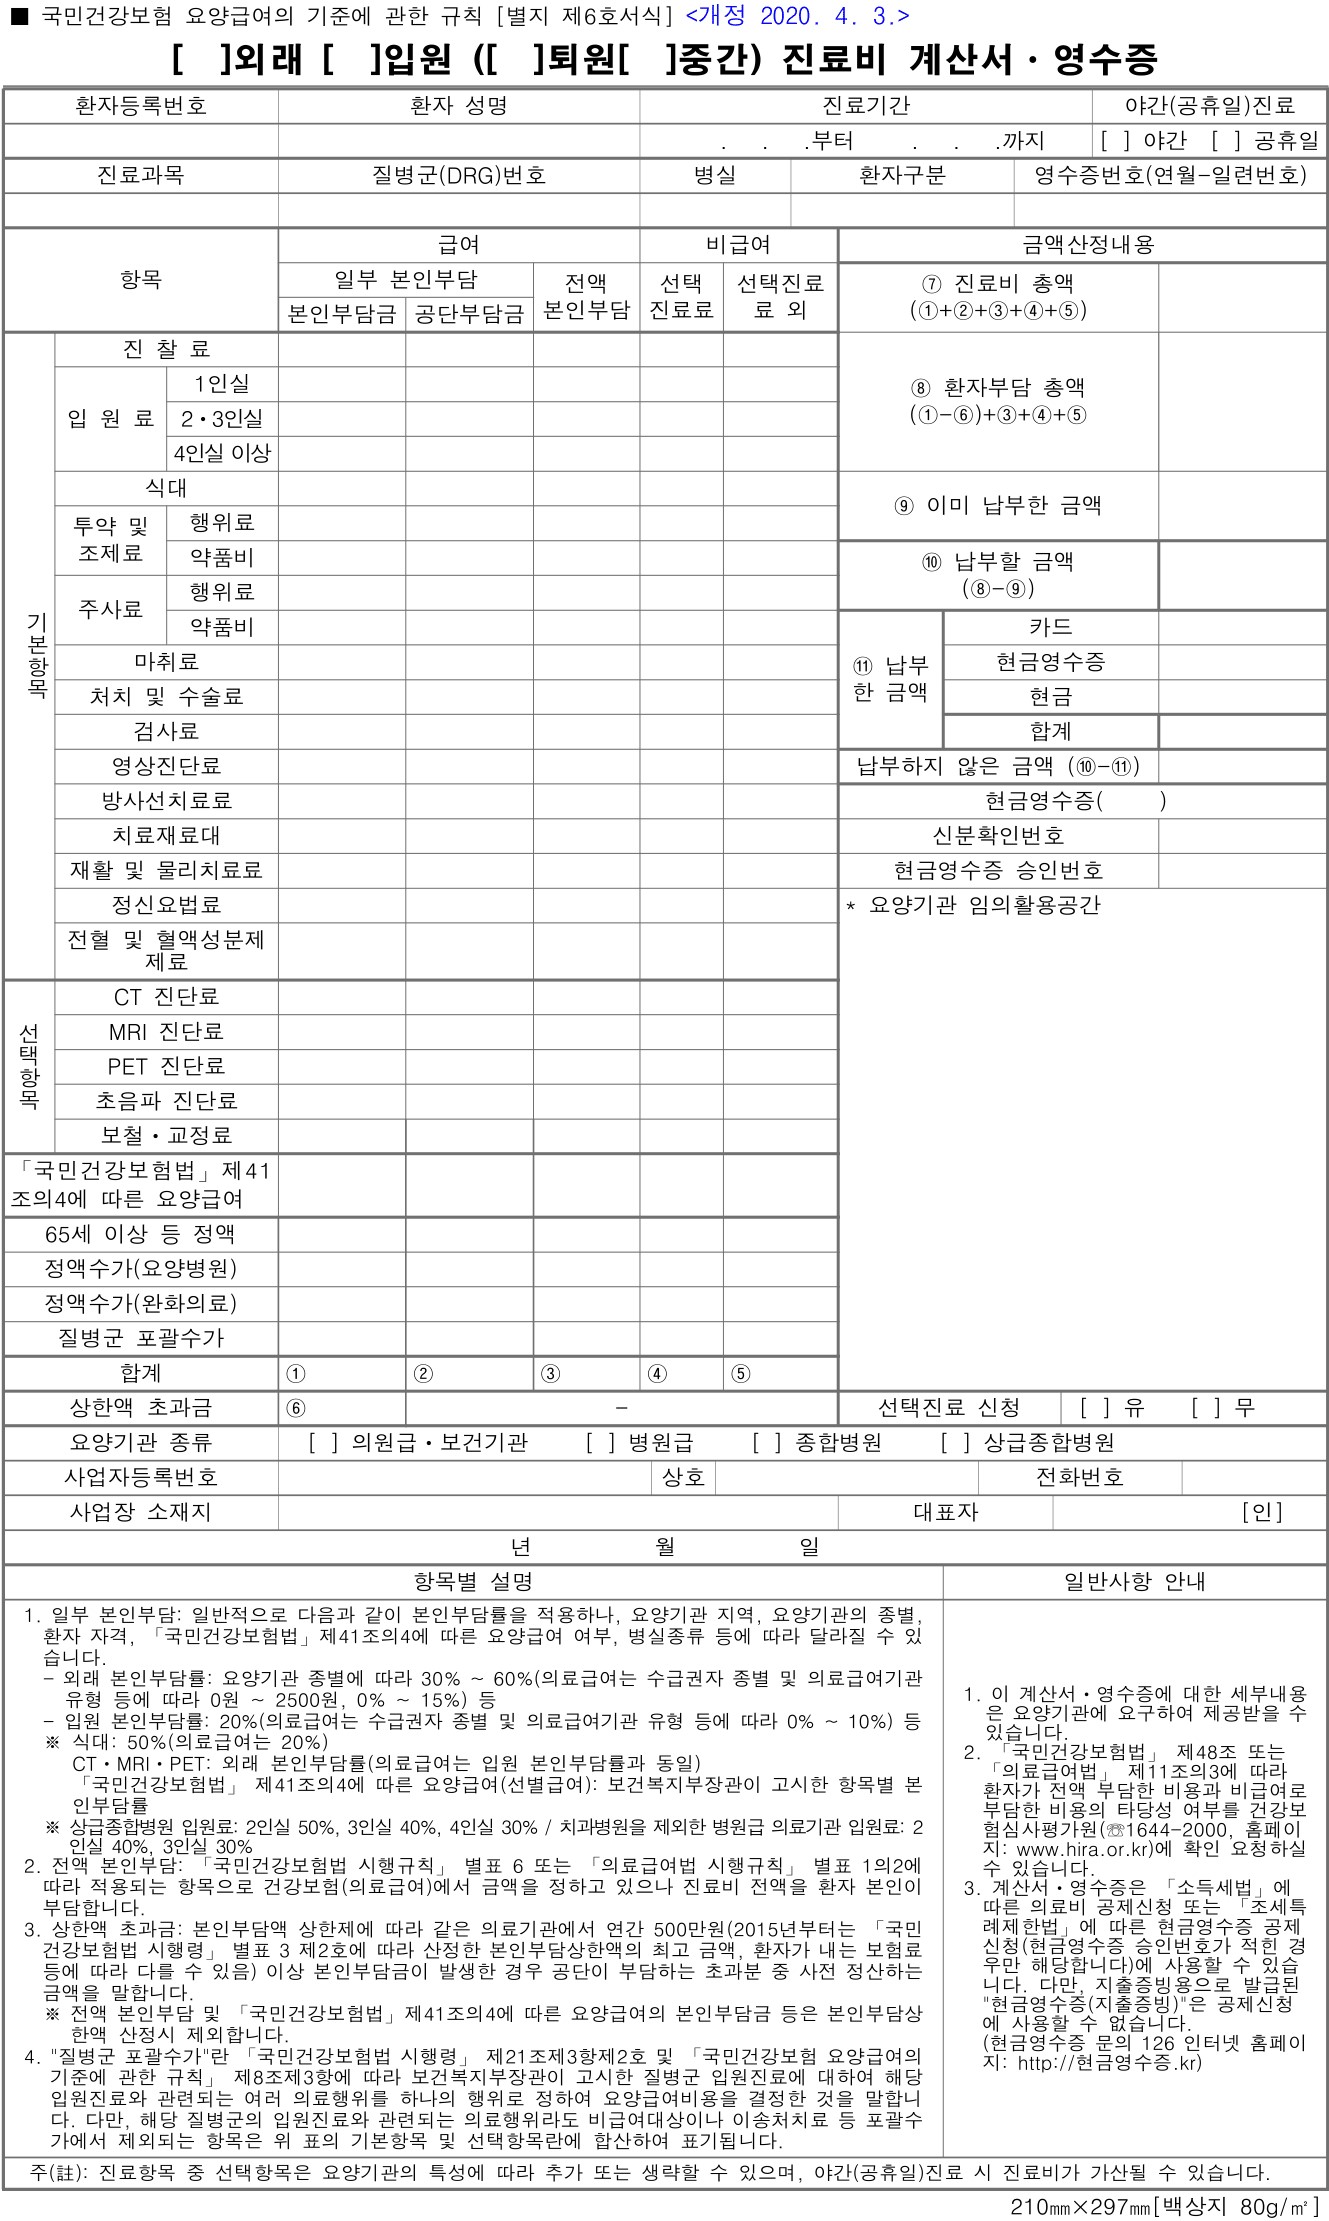 ■ 국민건강보험 요양급여의 기준에 관한 규칙 [별지 제6호서식] <개정 2020. 4. 3.>
[ ]외래 [ ]입원 ([ ]퇴원[ ]중간) 진료비 계산서ㆍ영수증
환자등록번호 환자 성명 진료기간 야간(공휴일)진료
. . .부터 . . .까지 [ ] 야간 [ ] 공휴일
진료과목 질병군(DRG)번호 병실 환자구분 영수증번호(연월-일련번호)
항목 급여 비급여 금액산정내용
일부 본인부담 전액 본인부담 선택 진료료 선택진료료 외
본인부담금 공단부담금
⑦ 진료비 총액
(①+②+③+④+⑤)
기본항목
진 찰 료
입 원 료 1인실
2ㆍ3인실
4인실 이상
⑧ 환자부담 총액
(①-⑥)+③+④+⑤
식대
⑨ 이미 납부한 금액
투약 및 조제료 행위료
약품비
⑩ 납부할 금액
(⑧-⑨)
주사료 행위료
약품비
⑪ 납부한 금액 카드
마취료 현금영수증
처치 및 수술료 현금
검사료 합계
영상진단료 납부하지 않은 금액 (⑩-⑪)
방사선치료료 현금영수증( )
치료재료대 신분확인번호
재활 및 물리치료료 현금영수증 승인번호
정신요법료 * 요양기관 임의활용공간
전혈 및 혈액성분제
제료
선택항목
CT 진단료
MRI 진단료
PET 진단료
초음파 진단료
보철ㆍ교정료
「국민건강보험법」제41
조의4에 따른 요양급여
65세 이상 등 정액
정액수가(요양병원)
정액수가(완화의료)
질병군 포괄수가
합계 ① ② ③ ④ ⑤
상한액 초과금 ⑥ - 선택진료 신청 [ ] 유 [ ] 무
요양기관 종류 [ ] 의원급ㆍ보건기관 [ ] 병원급 [ ] 종합병원 [ ] 상급종합병원
사업자등록번호 상호 전화번호
사업장 소재지 대표자 [인]
년 월 일
항목별 설명
1. 일부 본인부담: 일반적으로 다음과 같이 본인부담률을 적용하나, 요양기관 지역, 요양기관의 종별,
환자 자격, 「국민건강보험법」제41조의4에 따른 요양급여 여부, 병실종류 등에 따라 달라질 수 있
습니다.
- 외래 본인부담률: 요양기관 종별에 따라 30% ~ 60%(의료급여는 수급권자 종별 및 의료급여기관
유형 등에 따라 0원 ~ 2500원, 0% ~ 15%) 등
- 입원 본인부담률: 20%(의료급여는 수급권자 종별 및 의료급여기관 유형 등에 따라 0% ~ 10%) 등
※ 식대: 50%(의료급여는 20%)
CTㆍMRIㆍPET: 외래 본인부담률(의료급여는 입원 본인부담률과 동일)
「국민건강보험법」 제41조의4에 따른 요양급여(선별급여): 보건복지부장관이 고시한 항목별 본
인부담률
※ 상급종합병원 입원료: 2인실 50%, 3인실 40%, 4인실 30% / 치과병원을 제외한 병원급 의료기관 입원료: 2
인실 40%, 3인실 30%
2. 전액 본인부담: 「국민건강보험법 시행규칙」 별표 6 또는 「의료급여법 시행규칙」 별표 1의2에
따라 적용되는 항목으로 건강보험(의료급여)에서 금액을 정하고 있으나 진료비 전액을 환자 본인이
부담합니다.
3. 상한액 초과금: 본인부담액 상한제에 따라 같은 의료기관에서 연간 500만원(2015년부터는 「국민
건강보험법 시행령」 별표 3 제2호에 따라 산정한 본인부담상한액의 최고 금액, 환자가 내는 보험료
등에 따라 다를 수 있음) 이상 본인부담금이 발생한 경우 공단이 부담하는 초과분 중 사전 정산하는
금액을 말합니다.
※ 전액 본인부담 및 「국민건강보험법」제41조의4에 따른 요양급여의 본인부담금 등은 본인부담상
한액 산정시 제외합니다.
4. "질병군 포괄수가"란 「국민건강보험법 시행령」 제21조제3항제2호 및 「국민건강보험 요양급여의
기준에 관한 규칙」 제8조제3항에 따라 보건복지부장관이 고시한 질병군 입원진료에 대하여 해당
입원진료와 관련되는 여러 의료행위를 하나의 행위로 정하여 요양급여비용을 결정한 것을 말합니
다. 다만, 해당 질병군의 입원진료와 관련되는 의료행위라도 비급여대상이나 이송처치료 등 포괄수
가에서 제외되는 항목은 위 표의 기본항목 및 선택항목란에 합산하여 표기됩니다.
일반사항 안내
1. 이 계산서ㆍ영수증에 대한 세부내용
은 요양기관에 요구하여 제공받을 수
있습니다.
2. 「국민건강보험법」 제48조 또는
「의료급여법」 제11조의3에 따라
환자가 전액 부담한 비용과 비급여로
부담한 비용의 타당성 여부를 건강보
험심사평가원(☏1644-2000, 홈페이
지: www.hira.or.kr)에 확인 요청하실
수 있습니다.
3. 계산서ㆍ영수증은 「소득세법」에
따른 의료비 공제신청 또는 「조세특
례제한법」에 따른 현금영수증 공제
신청(현금영수증 승인번호가 적힌 경
우만 해당합니다)에 사용할 수 있습
니다. 다만, 지출증빙용으로 발급된
"현금영수증(지출증빙)"은 공제신청
에 사용할 수 없습니다.
(현금영수증 문의 126 인터넷 홈페이
지: http://현금영수증.kr)
주(註): 진료항목 중 선택항목은 요양기관의 특성에 따라 추가 또는 생략할 수 있으며, 야간(공휴일)진료 시 진료비가 가산될 수 있습니다.
210㎜×297㎜[백상지 80g/㎡]